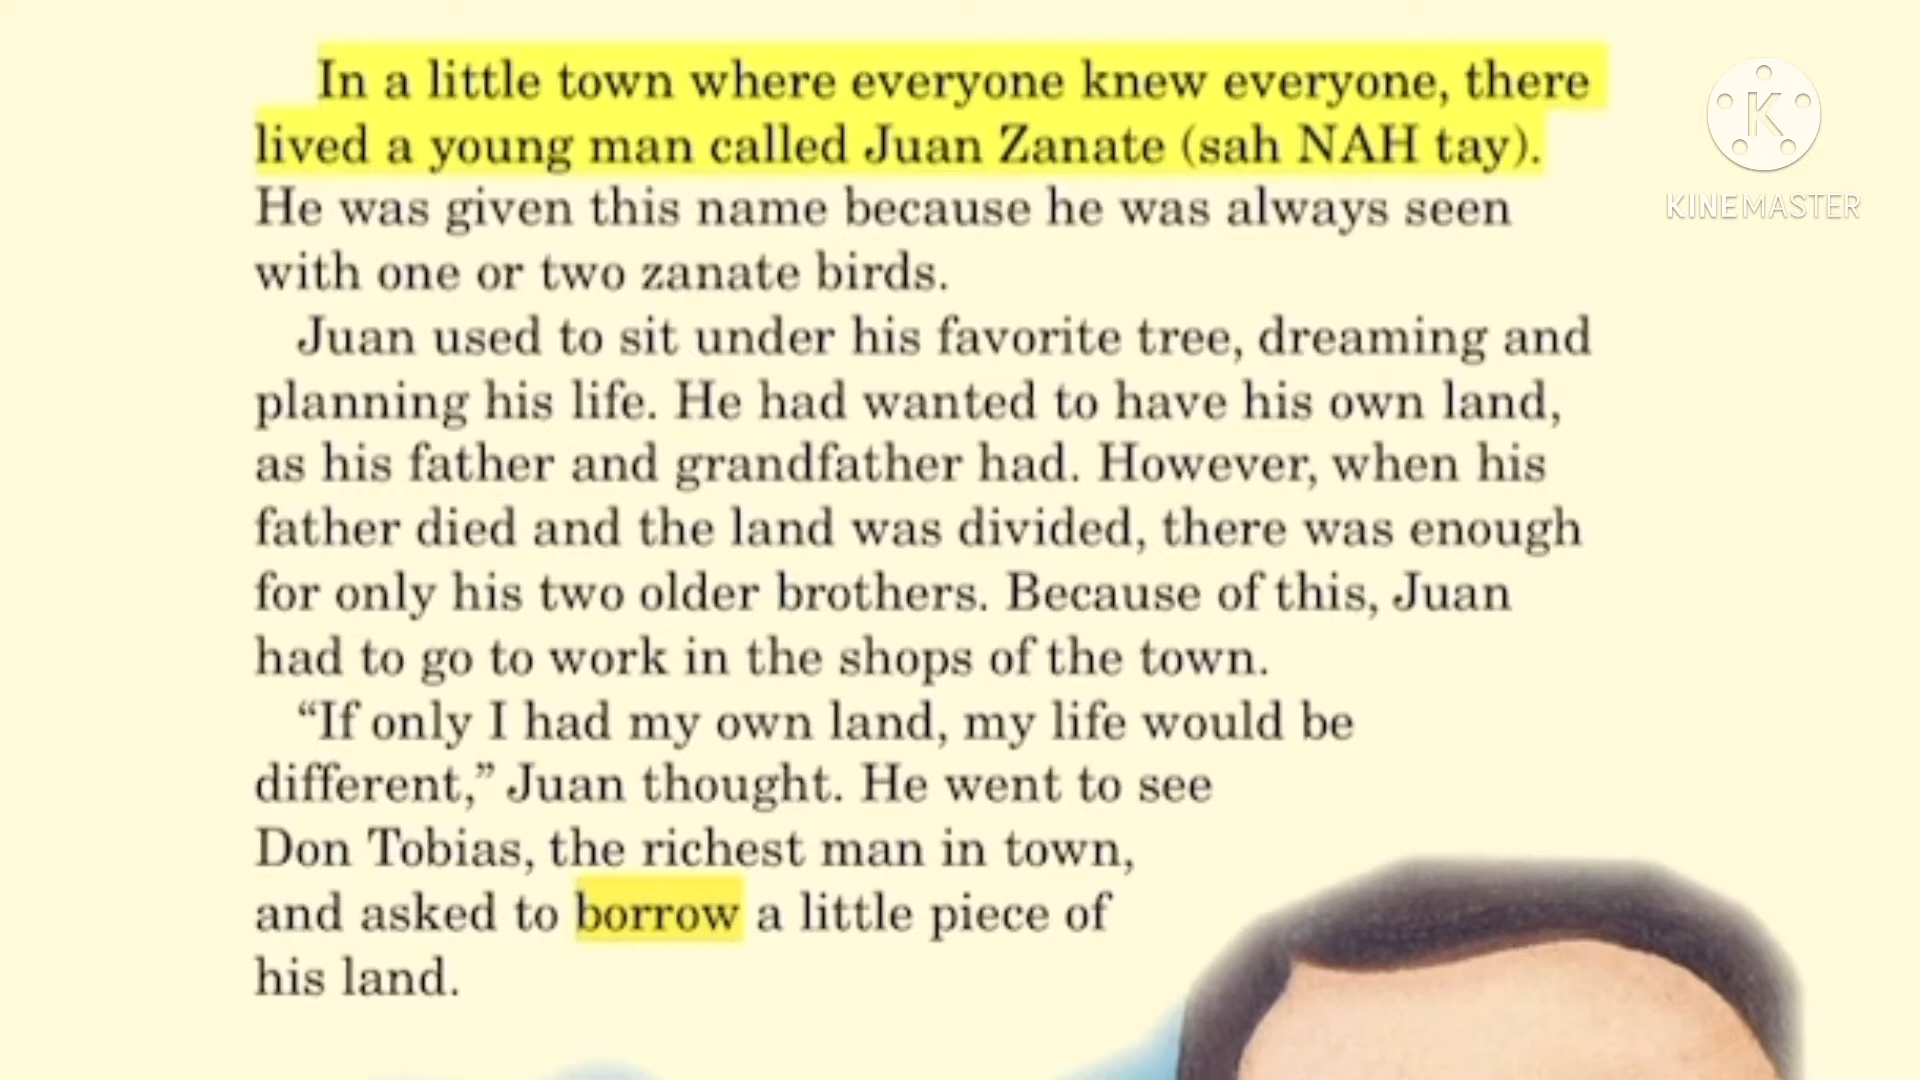 In a little town where everyone knew everyone, there
lived a young man called Juan Zanate (sah NAH tay).
He was given this name because he was always seen
with one or two zanate birds.
Juan used to sit under his favorite tree, dreaming and
planning his life. He had wanted to have his own land,
as his father and grandfather had. However, when his
father died and the land was divided, there was enough
for only his two older brothers. Because of this, Juan
had to go to work in the shops of the town.
“If only I had my own land, my life would be
different,” Juan thought. He went to see
Don Tobias, the richest man in town,
and asked to borrow a little piece of
his land.
K
KINEMASTER